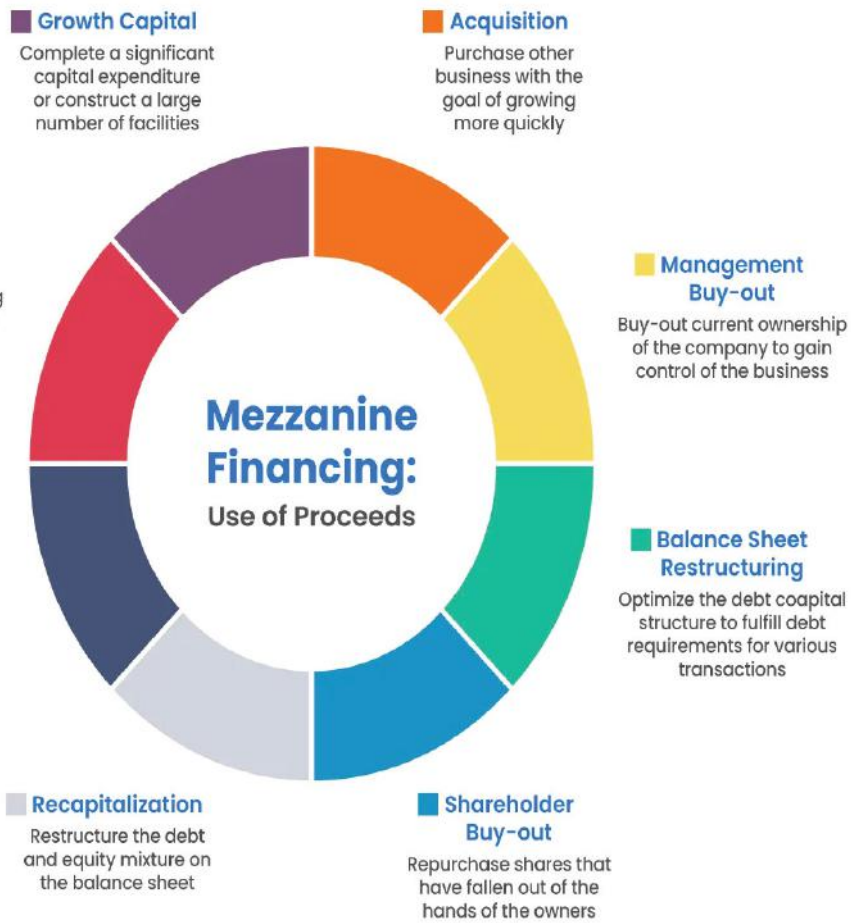 Growth Capital
Complete a significant
capital expenditure
or construct a large
number of facilities
Acquisition
Purchase other
business with the
goal of growing
more quickly
Management
Buy-out
Buy-out current ownership
of the company to gain
control of the business
Mezzanine
Financing:
Use of Proceeds
Balance Sheet
Restructuring
Optimize the debt coapital
structure to fulfill debt
requirements for various
transactions
Recapitalization
Restructure the debt
and equity mixture on
the balance sheet
Shareholder
Buy-out
Repurchase shares that
have fallen out of the
hands of the owners